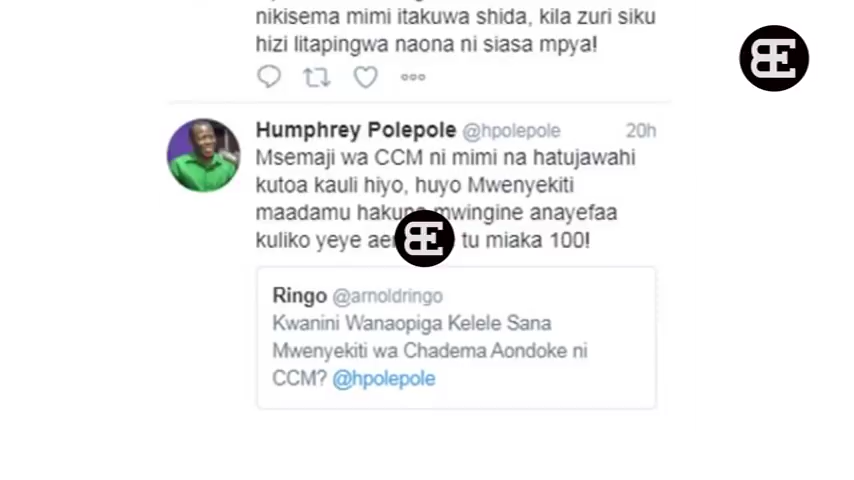 nikisema mimi itakuwa shida, kila zuri siku
hizi litapingwa naona ni siasa mpya!
BE
Humphrey Polepole @hpolepole 20h
Msemaji wa CCM ni mimi na hatujawahi
kutoa kauli hiyo, huyo Mwenyekiti
maadamu hakuna mwingine anayefaa
kuliko yeye tu miaka 100!
BE
Ringo @arnoldringo
Kwanini Wanaopiga Kelele Sana
Mwenyekiti wa Chadema Aondoke ni
CCM? @hpolepole